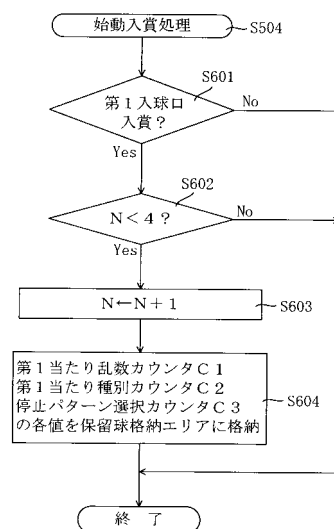 始動入賞処理
S504
S601
第1入球口
入賞？
No
Yes
S602
N＜4？
No
Yes
N←N＋1
S603
第1当たり乱数カウンタC1
第1当たり種別カウンタC2
停止パターン選択カウンタC3
の各値を保留球格納エリアに格納
S604
終 了